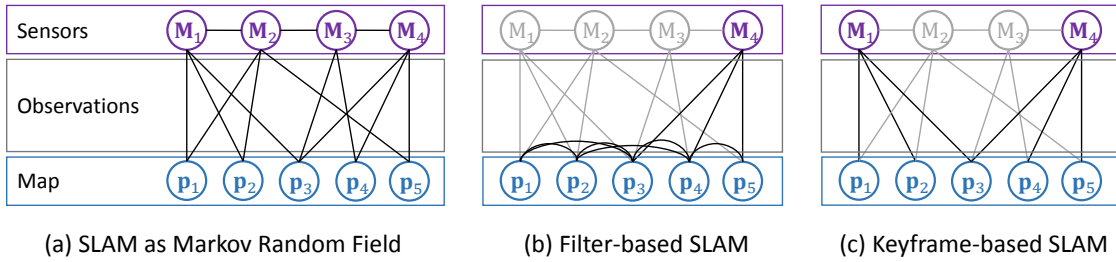 Sensors M₁ M₂ M₃ M₄ M₁ M₂ M₃ M₄ M₁ M₂ M₃ M₄
Observations
Map p₁ p₂ p₃ p₄ p₅ p₁ p₂ p₃ p₄ p₅ p₁ p₂ p₃ p₄ p₅
(a) SLAM as Markov Random Field (b) Filter-based SLAM (c) Keyframe-based SLAM